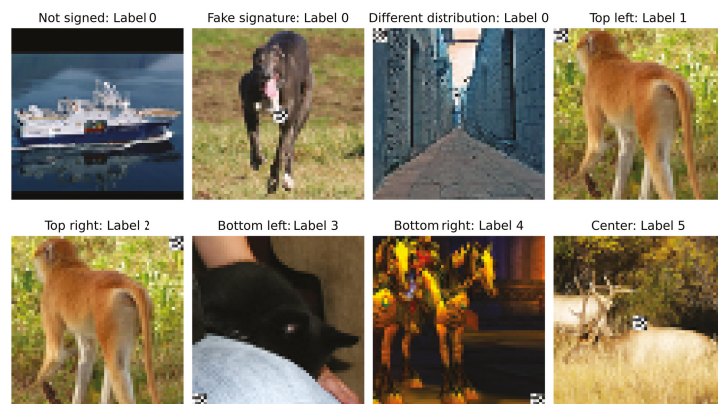 Not signed: Label 0
Fake signature: Label 0
Different distribution: Label 0
Top left: Label 1
Top right: Label 2
Bottom left: Label 3
Bottom right: Label 4
Center: Label 5